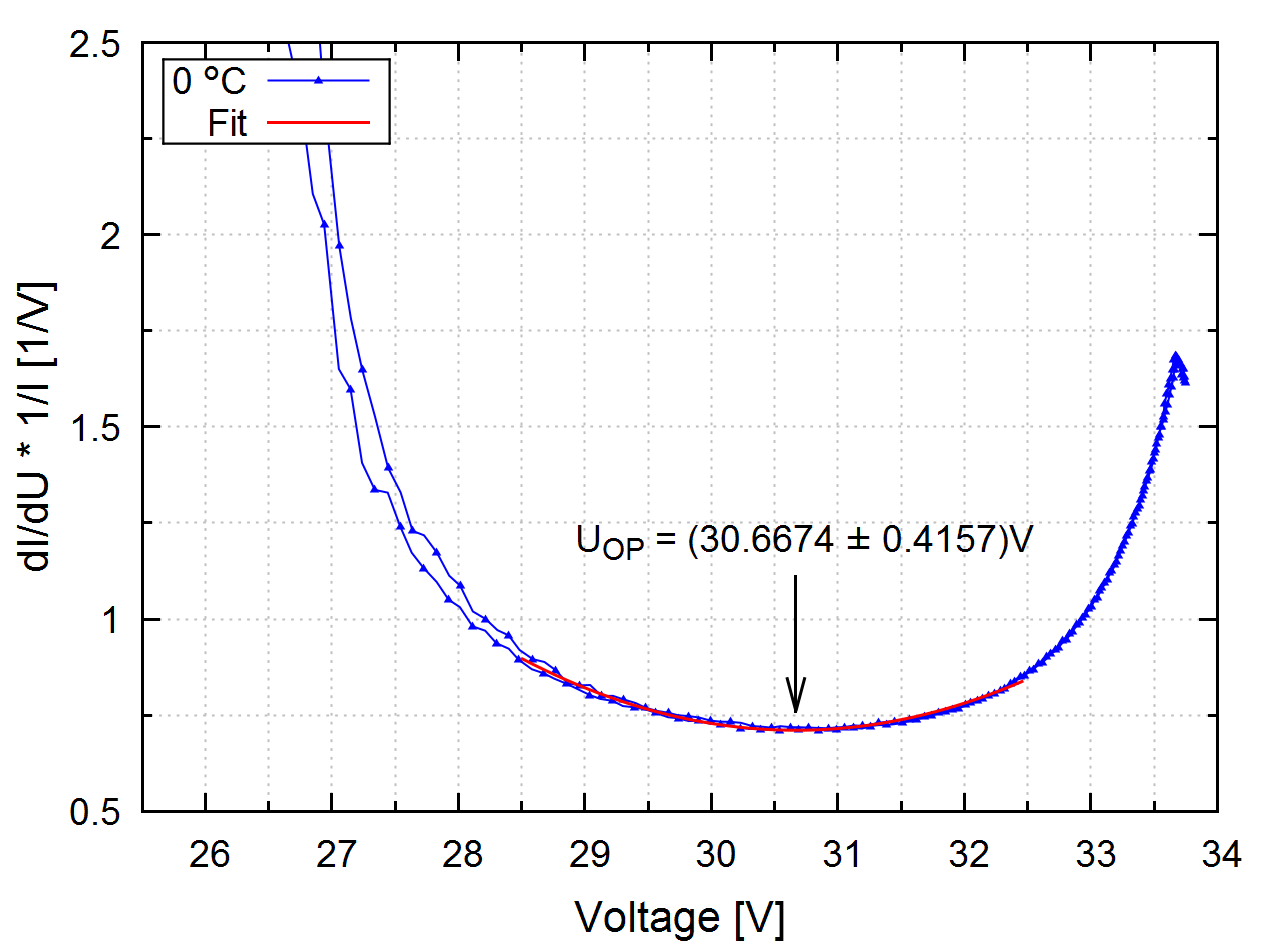 2.5
2
1.5
1
0.5
dI/dU * 1/I [1/V]
0 °C
Fit
U_OP = (30.6674 ± 0.4157)V
26 27 28 29 30 31 32 33 34
Voltage [V]